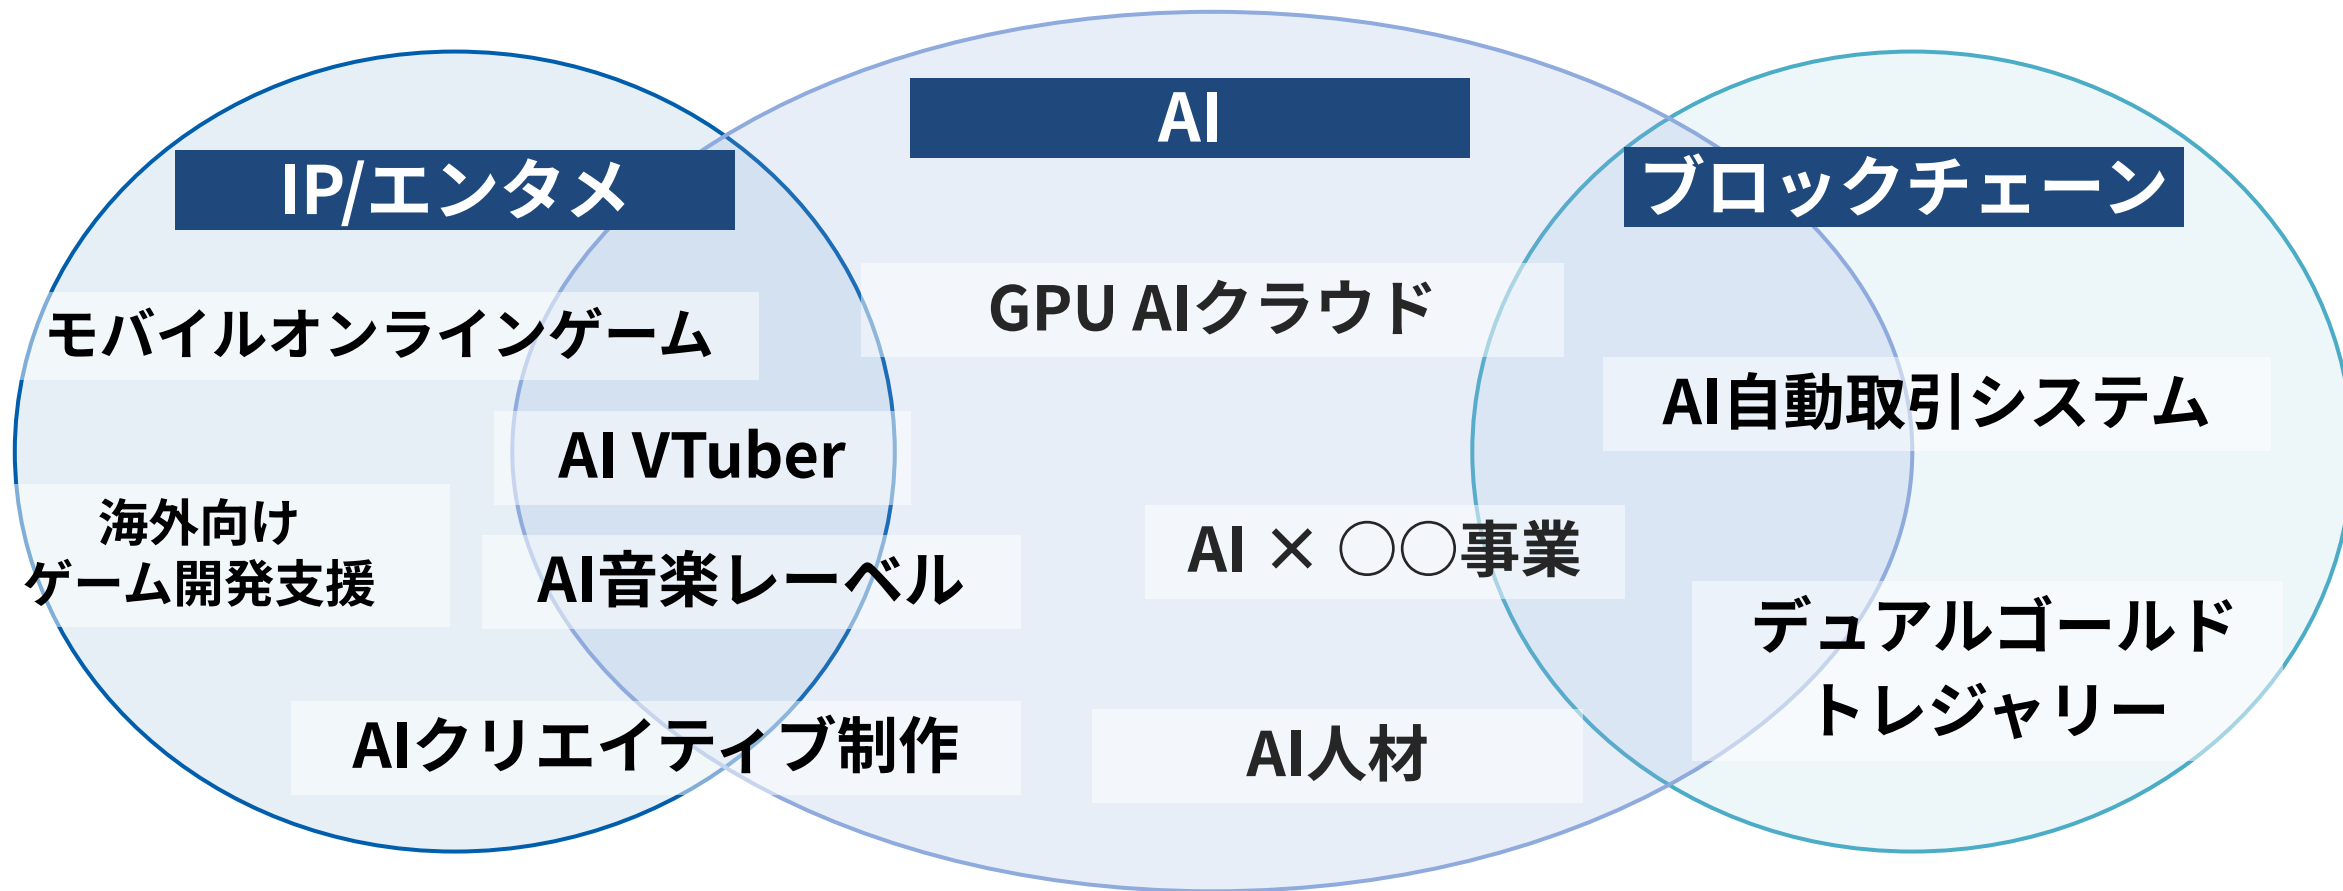 AI
IP/エンタメ
ブロックチェーン
GPU AIクラウド
モバイルオンラインゲーム
AI自動取引システム
AI VTuber
海外向け
ゲーム開発支援
AI音楽レーベル
AI × 〇〇事業
デュアルゴールド
トレジャリー
AIクリエイティブ制作
AI人材